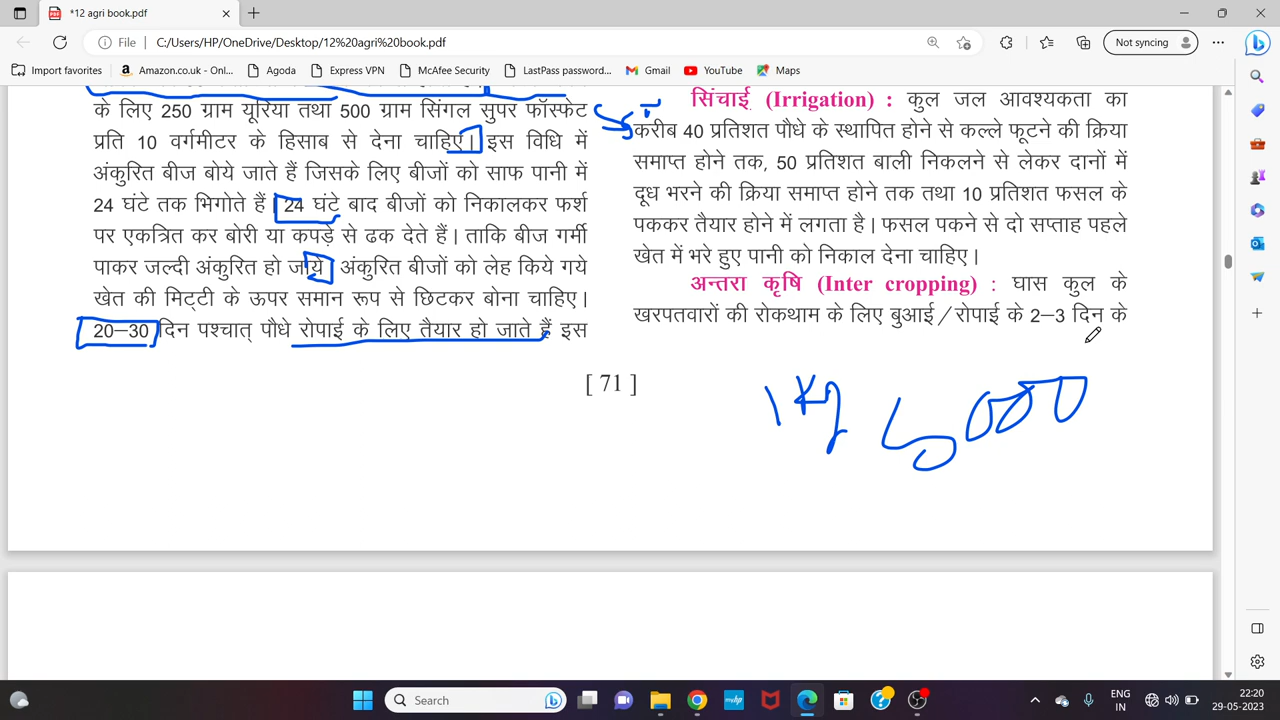 *12 agri book.pdf
File
C:/Users/HP/OneDrive/Desktop/12%20agri%20book.pdf
Not syncing
Import favorites
Amazon.co.uk - Onl...
Agoda
Express VPN
McAfee Security
LastPass password...
Gmail
YouTube
Maps
के लिए 250 ग्राम यूरिया तथा 500 ग्राम सिंगल सुपर फॉस्फेट
प्रति 10 वर्गमीटर के हिसाब से देना चाहिए। इस विधि में
अंकुरित बीज बोये जाते हैं जिसके लिए बीजों को साफ पानी में
24 घंटे तक भिगोते हैं। 24 घंटे बाद बीजों को निकालकर फर्श
पर एकत्रित कर बोरी या कपड़े से ढक देते हैं। ताकि बीज गर्मी
पाकर जल्दी अंकुरित हो जाये अंकुरित बीजों को लेह किये गये
खेत की मिट्टी के ऊपर समान रूप से छिटकर बोना चाहिए।
20–30 दिन पश्चात् पौधे रोपाई के लिए तैयार हो जाते हैं इस
सिंचाई (Irrigation) : कुल जल आवश्यकता का
करीब 40 प्रतिशत पौधे के स्थापित होने से कल्ले फूटने की क्रिया
समाप्त होने तक, 50 प्रतिशत बाली निकलने से लेकर दानों में
दूध भरने की क्रिया समाप्त होने तक तथा 10 प्रतिशत फसल के
पककर तैयार होने में लगता है। फसल पकने से दो सप्ताह पहले
खेत में भरे हुए पानी को निकाल देना चाहिए।
अन्तरा कृषि (Inter cropping) : घास कुल के
खरपतवारों की रोकथाम के लिए बुआई/रोपाई के 2–3 दिन के
[ 71 ]
1 Kg
Search
ENG
IN
22:20
29-05-2023